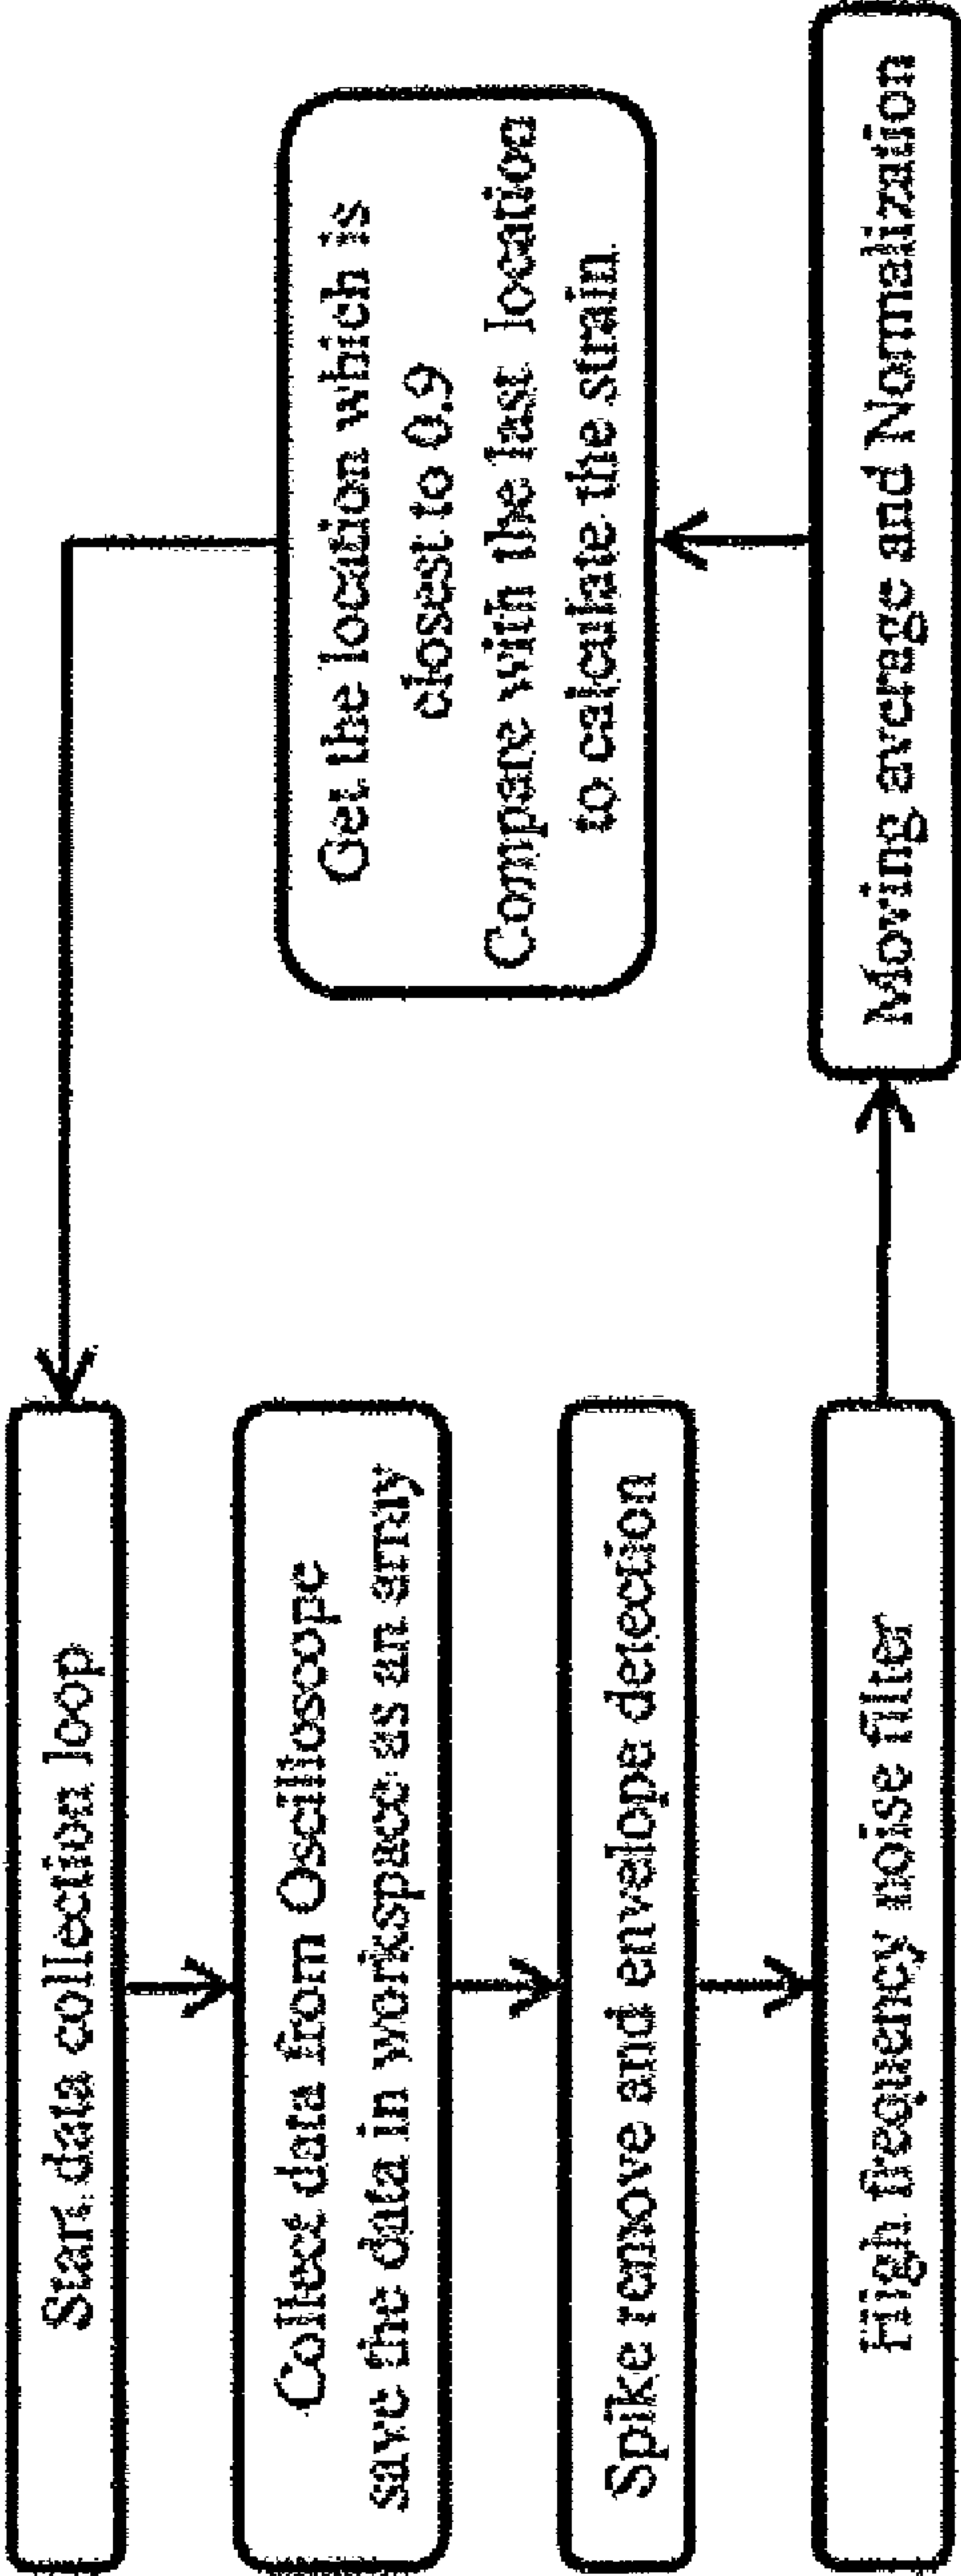 Start data collection loop
Collect data from Oscilloscope
save the data in workspace as an array
Spike remove and envelope detection
High frequency noise filter
Moving average and Normalization
Get the location which is
closest to 0.9
Compare with the last location
to calculate the strain